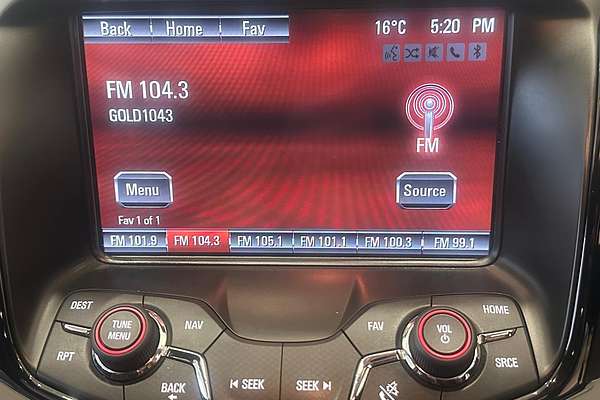 Back Home Fav 16°C 5:20 PM
FM 104.3
GOLD1043
FM
Menu Source
Fav 1 of 1
FM 101.9 FM 104.3 FM 105.1 FM 101.1 FM 100.3 FM 99.1
DEST NAV FAV HOME
TUNE MENU VOL
RPT SRCE
BACK SEEK SEEK